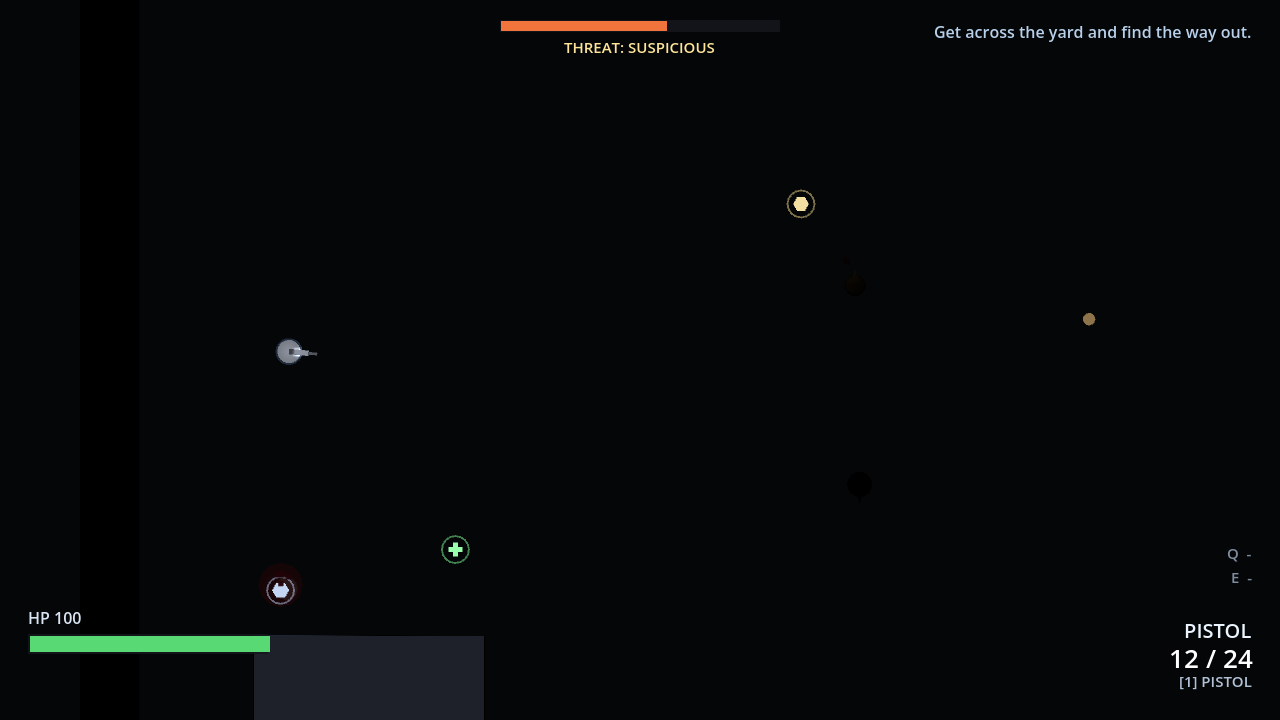 THREAT: SUSPICIOUS
Get across the yard and find the way out.
Q -
E -
HP 100
PISTOL
12 / 24
[1] PISTOL